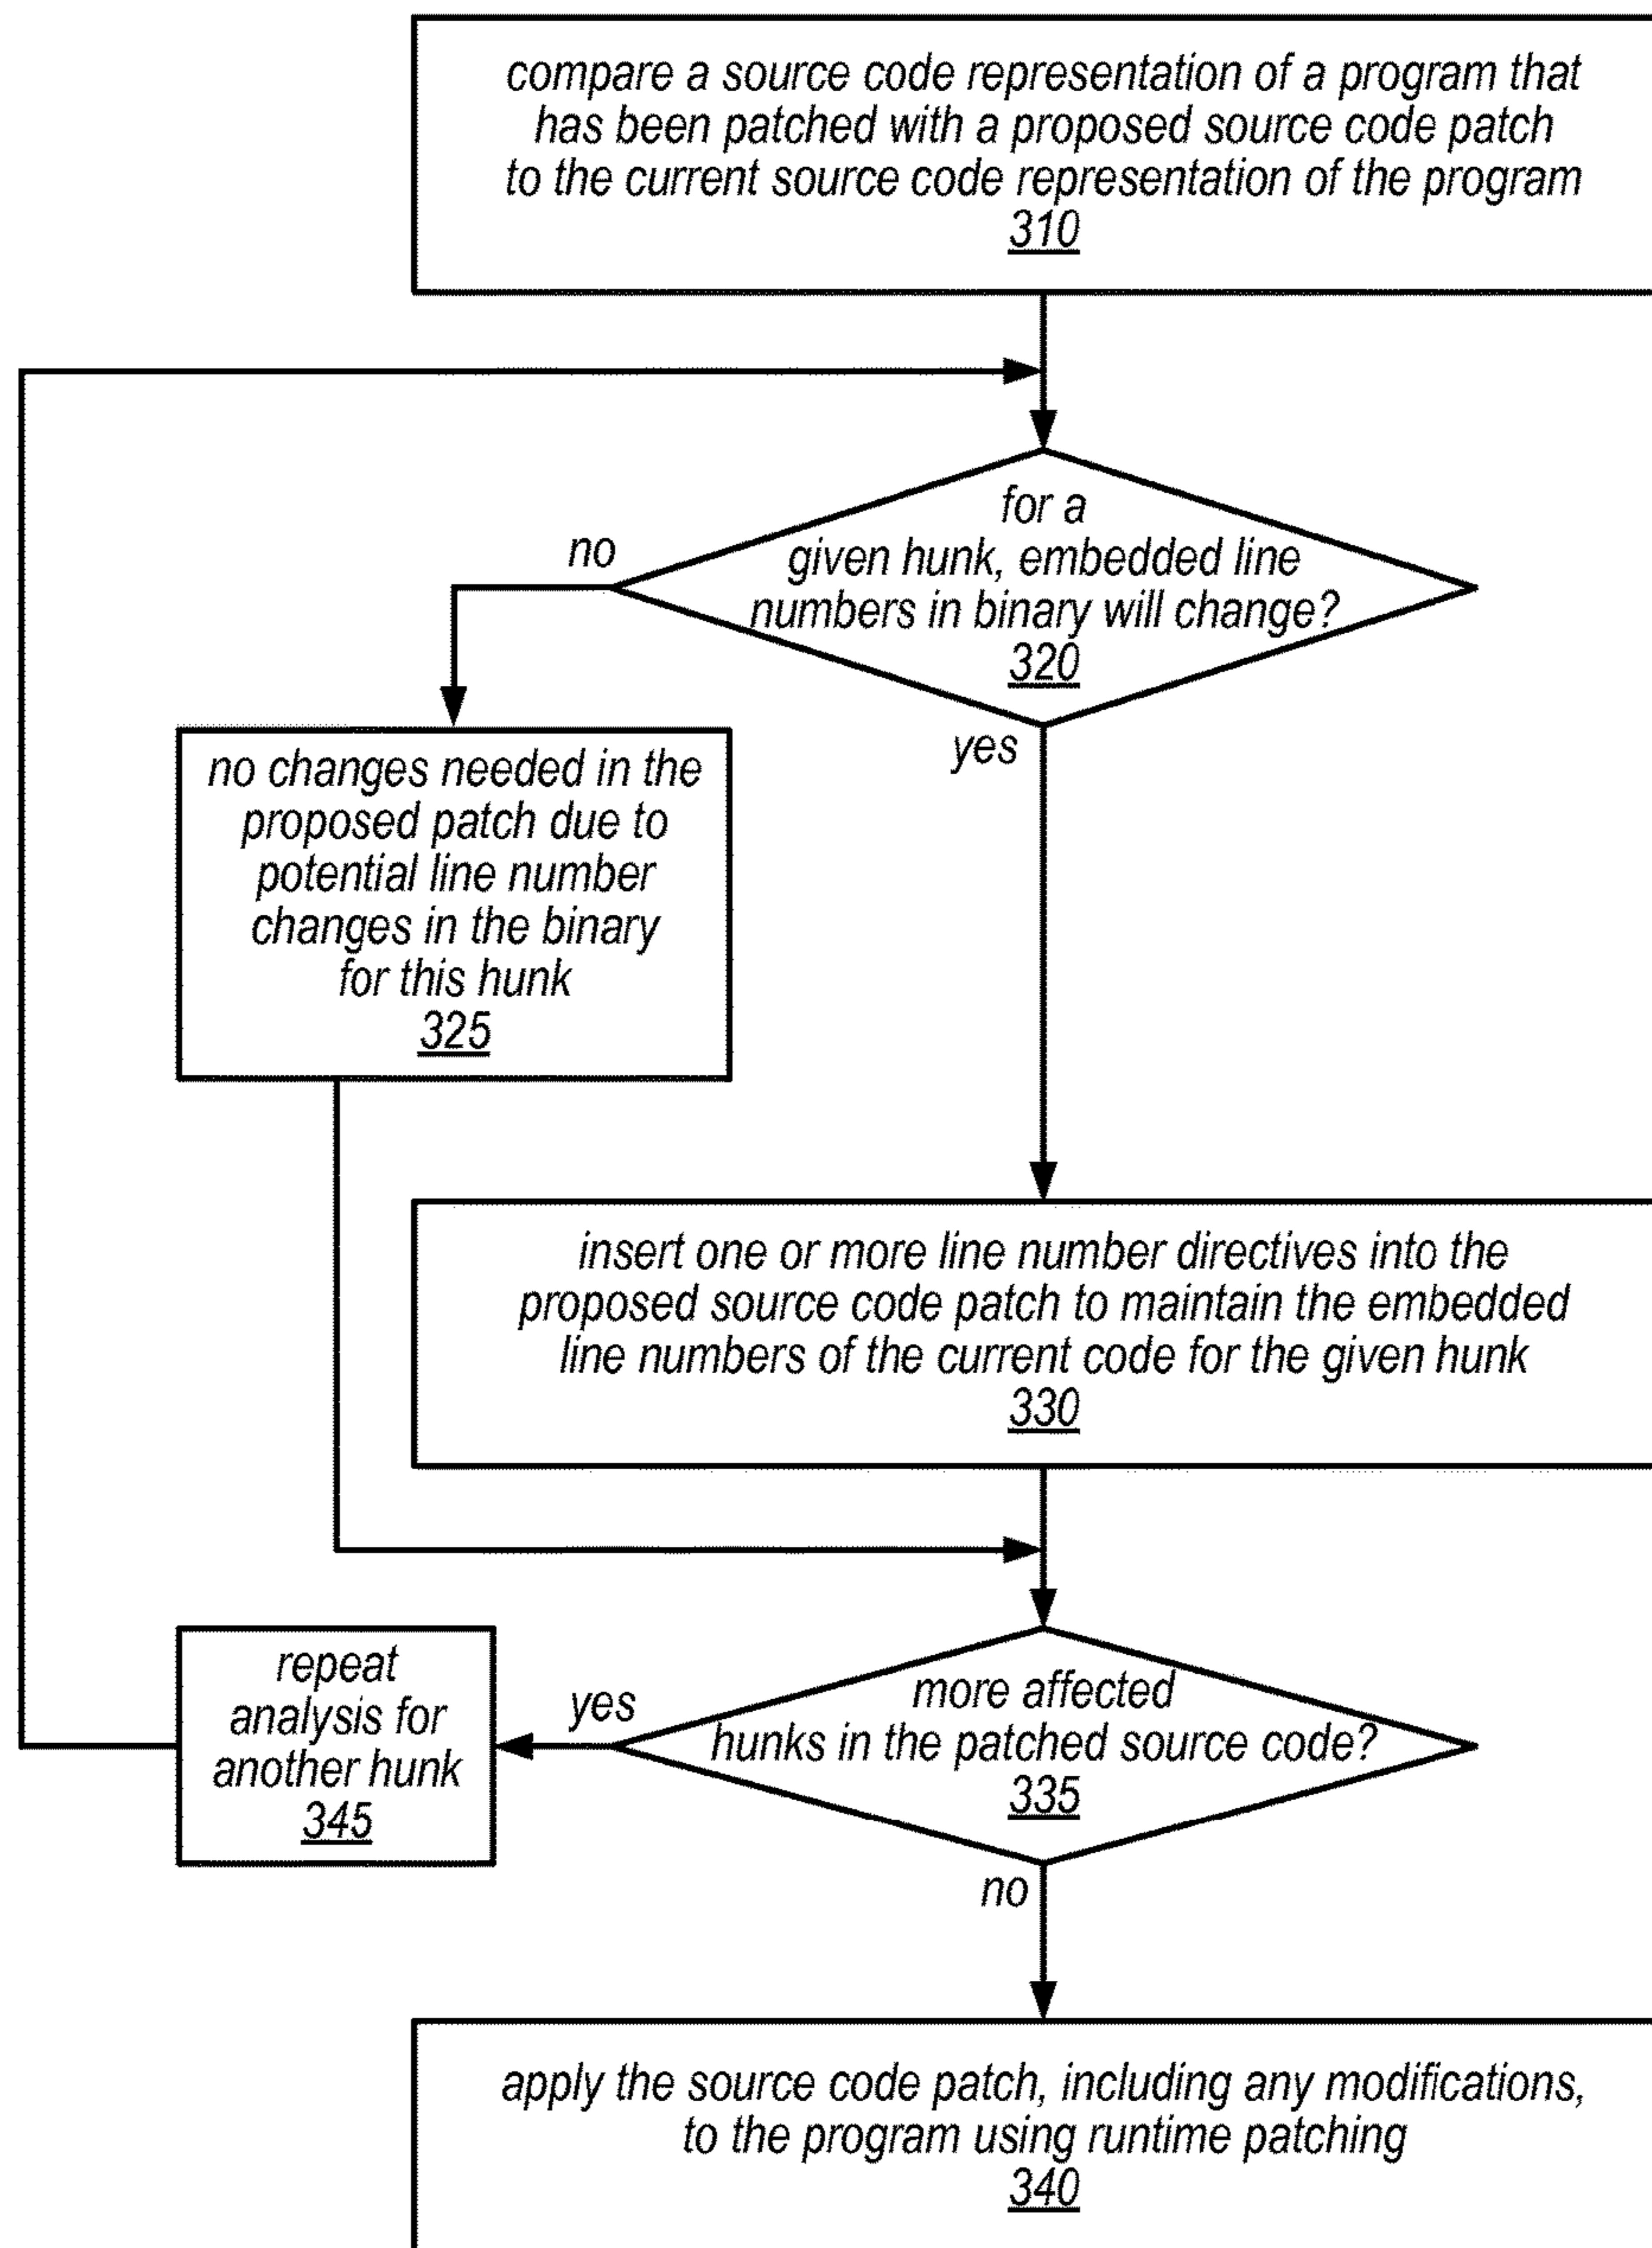 compare a source code representation of a program that
has been patched with a proposed source code patch
to the current source code representation of the program
310
for a
given hunk, embedded line
numbers in binary will change?
320
no
yes
no changes needed in the
proposed patch due to
potential line number
changes in the binary
for this hunk
325
insert one or more line number directives into the
proposed source code patch to maintain the embedded
line numbers of the current code for the given hunk
330
more affected
hunks in the patched source code?
335
yes
repeat
analysis for
another hunk
345
no
apply the source code patch, including any modifications,
to the program using runtime patching
340